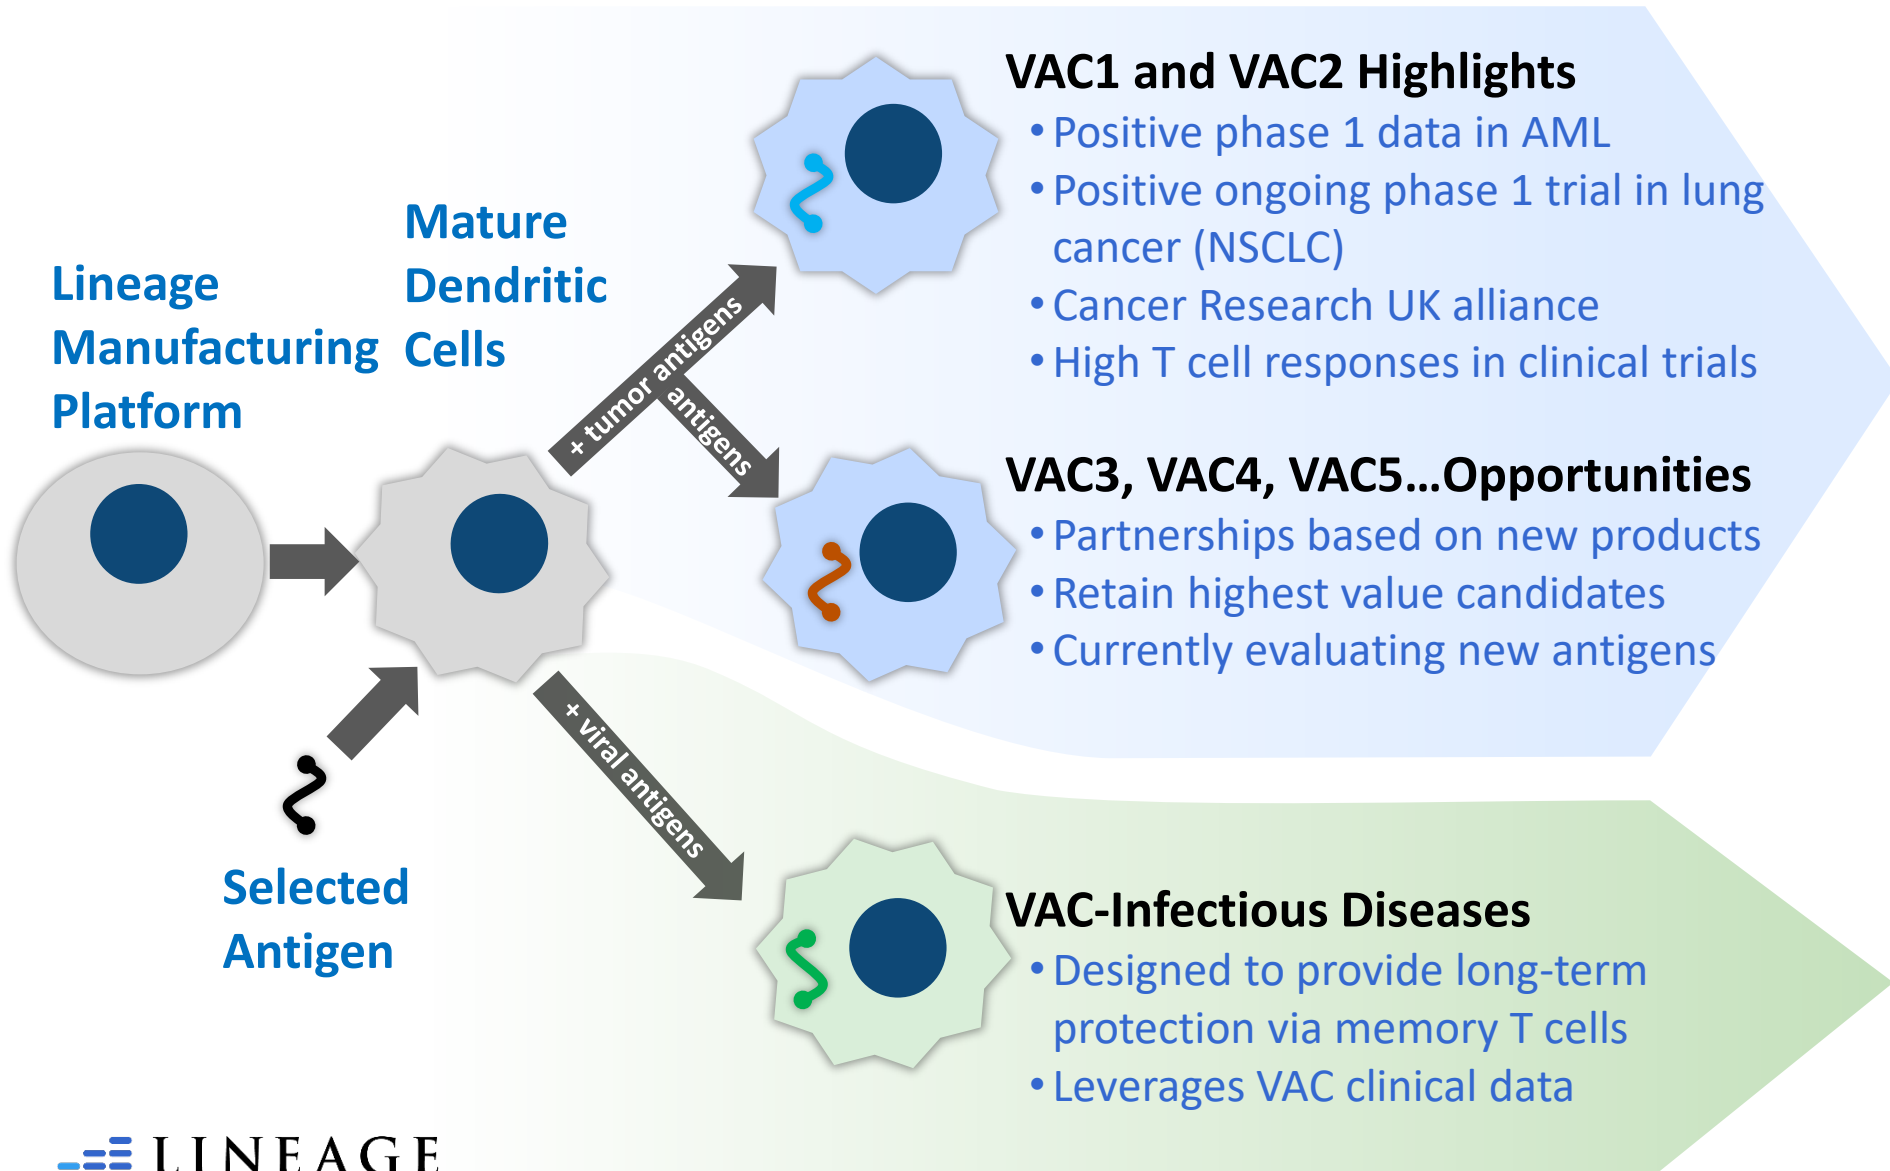 Lineage
Manufacturing
Platform
Mature
Dendritic
Cells
Selected
Antigen
+ tumor antigens
antigens
+ viral antigens
VAC1 and VAC2 Highlights
• Positive phase 1 data in AML
• Positive ongoing phase 1 trial in lung
cancer (NSCLC)
• Cancer Research UK alliance
• High T cell responses in clinical trials
VAC3, VAC4, VAC5...Opportunities
• Partnerships based on new products
• Retain highest value candidates
• Currently evaluating new antigens
VAC-Infectious Diseases
• Designed to provide long-term
protection via memory T cells
• Leverages VAC clinical data
LINEAGE